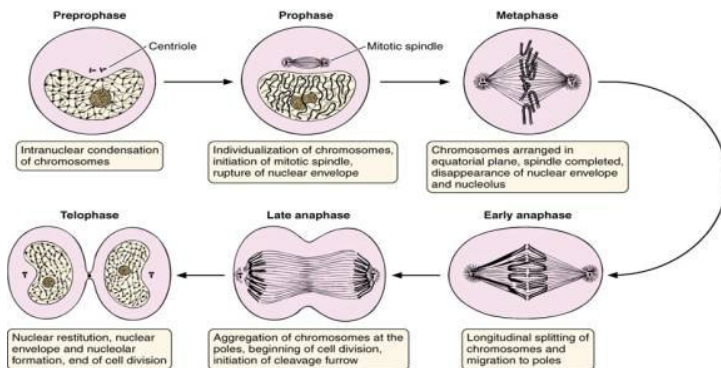 Preprophase
Prophase
Metaphase
Centriole
Mitotic spindle
Intranuclear condensation
of chromosomes
Individualization of chromosomes,
initiation of mitotic spindle,
rupture of nuclear envelope
Chromosomes arranged in
equatorial plane, spindle completed,
disappearance of nuclear envelope
and nucleolus
Telophase
Late anaphase
Early anaphase
Nuclear restitution, nuclear
envelope and nucleolar
formation, end of cell division
Aggregation of chromosomes at the
poles, beginning of cell division,
initiation of cleavage furrow
Longitudinal splitting of
chromosomes and
migration to poles